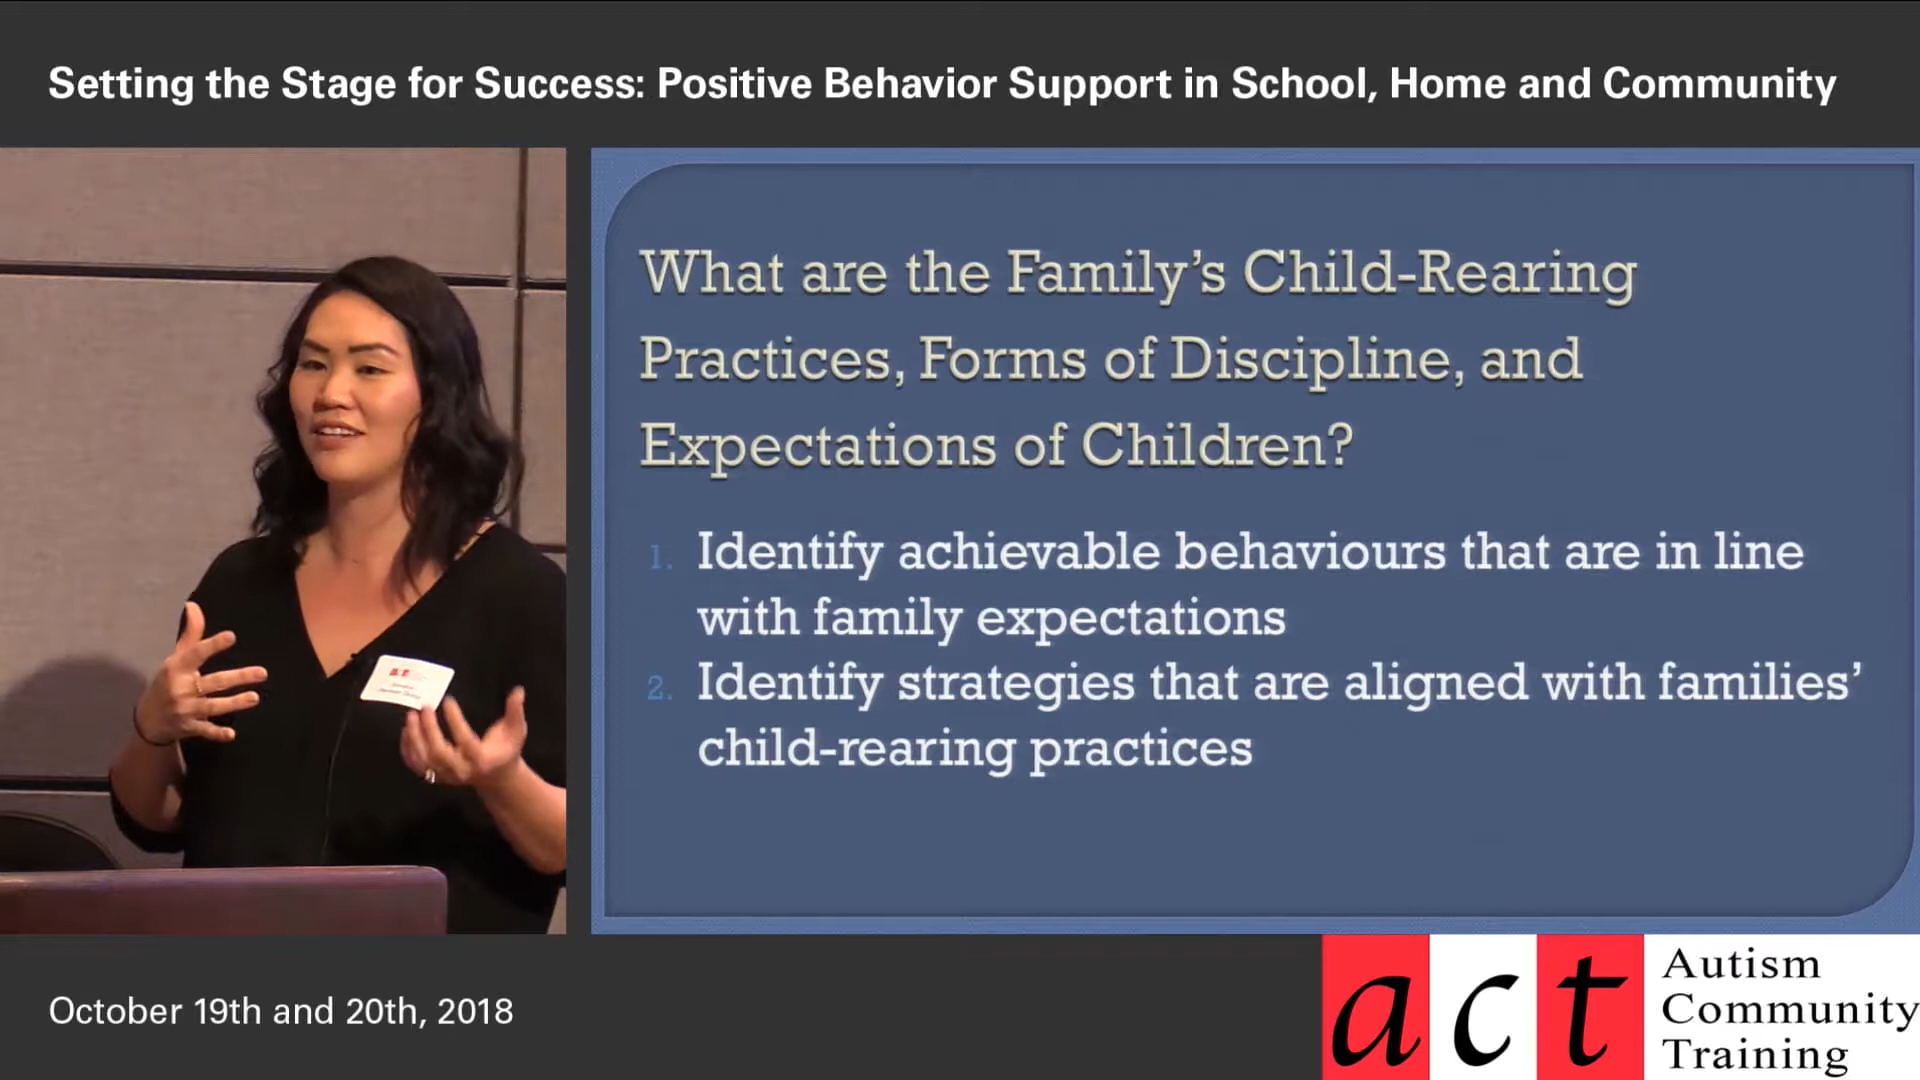 Setting the Stage for Success: Positive Behavior Support in School, Home and Community
What are the Family’s Child-Rearing
Practices, Forms of Discipline, and
Expectations of Children?
1. Identify achievable behaviours that are in line
with family expectations
2. Identify strategies that are aligned with families’
child-rearing practices
October 19th and 20th, 2018
act
Autism
Community
Training